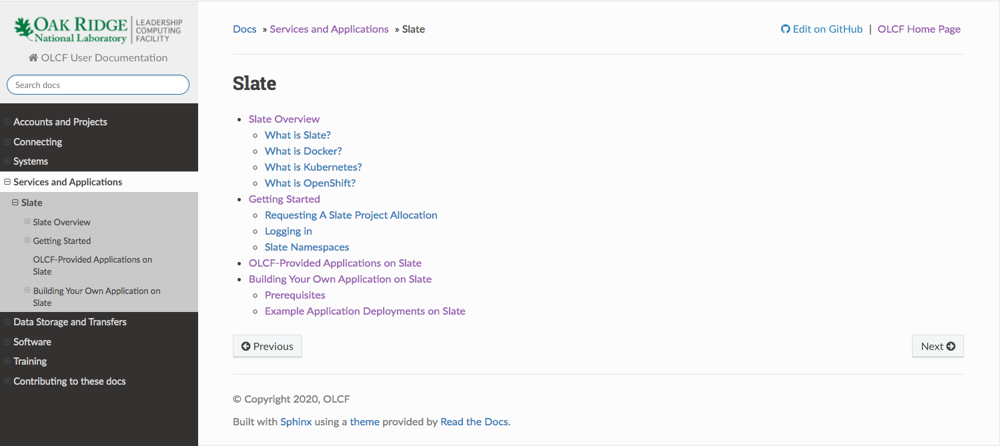 OAK RIDGE
National Laboratory
LEADERSHIP
COMPUTING
FACILITY
OLCF User Documentation
Search docs
Accounts and Projects
Connecting
Systems
Services and Applications
Slate
Slate Overview
Getting Started
OLCF-Provided Applications on
Slate
Building Your Own Application on
Slate
Data Storage and Transfers
Software
Training
Contributing to these docs
Docs » Services and Applications » Slate
Edit on GitHub | OLCF Home Page
Slate
• Slate Overview
◦ What is Slate?
◦ What is Docker?
◦ What is Kubernetes?
◦ What is OpenShift?
• Getting Started
◦ Requesting A Slate Project Allocation
◦ Logging in
◦ Slate Namespaces
• OLCF-Provided Applications on Slate
• Building Your Own Application on Slate
◦ Prerequisites
◦ Example Application Deployments on Slate
Previous
Next
© Copyright 2020, OLCF
Built with Sphinx using a theme provided by Read the Docs.